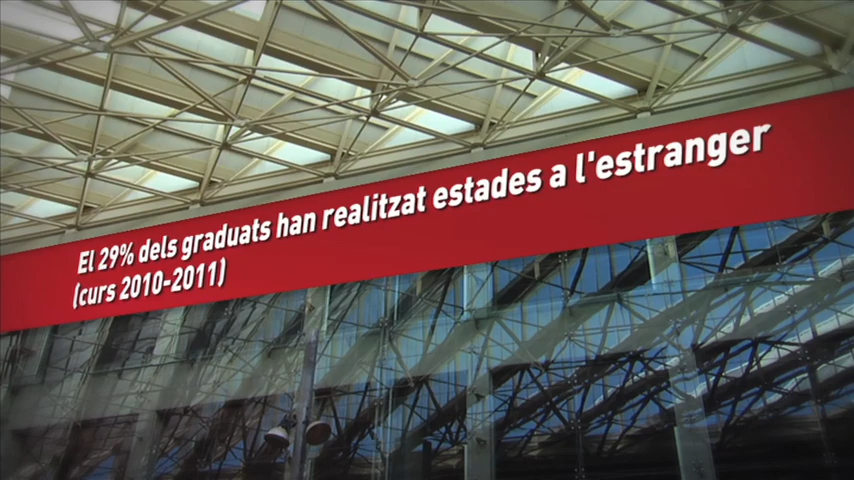 El 29% dels graduats han realitzat estades a l'estranger
(curs 2010-2011)